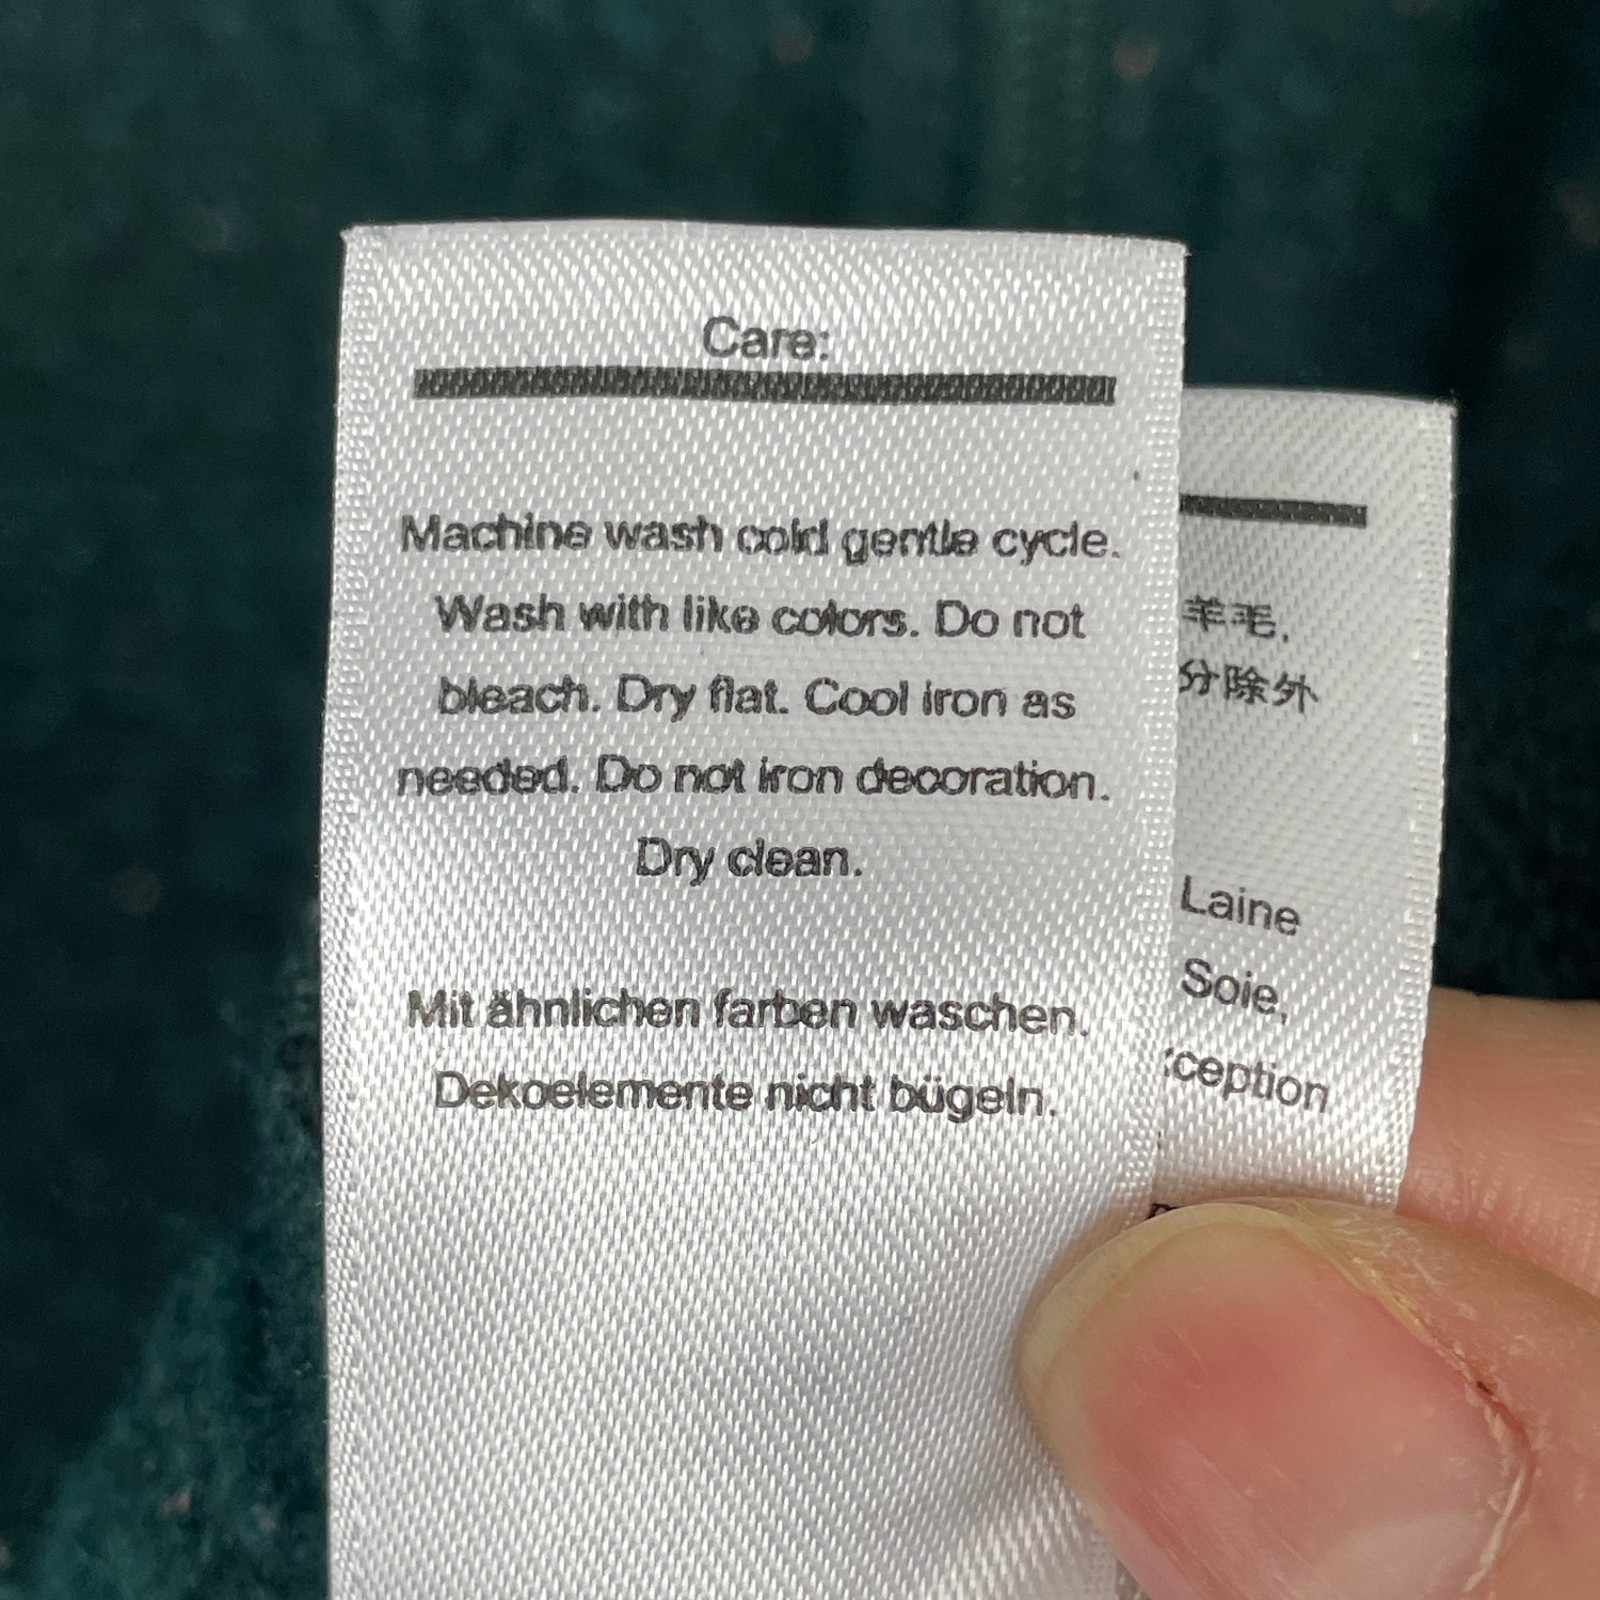 Care:
Machine wash cold gentle cycle.
Wash with like colors. Do not
bleach. Dry flat. Cool iron as
needed. Do not iron decoration.
Dry clean.
Mit ähnlichen farben waschen.
Dekoelemente nicht bügeln.
羊毛,
分除外
Laine
Soie,
ception